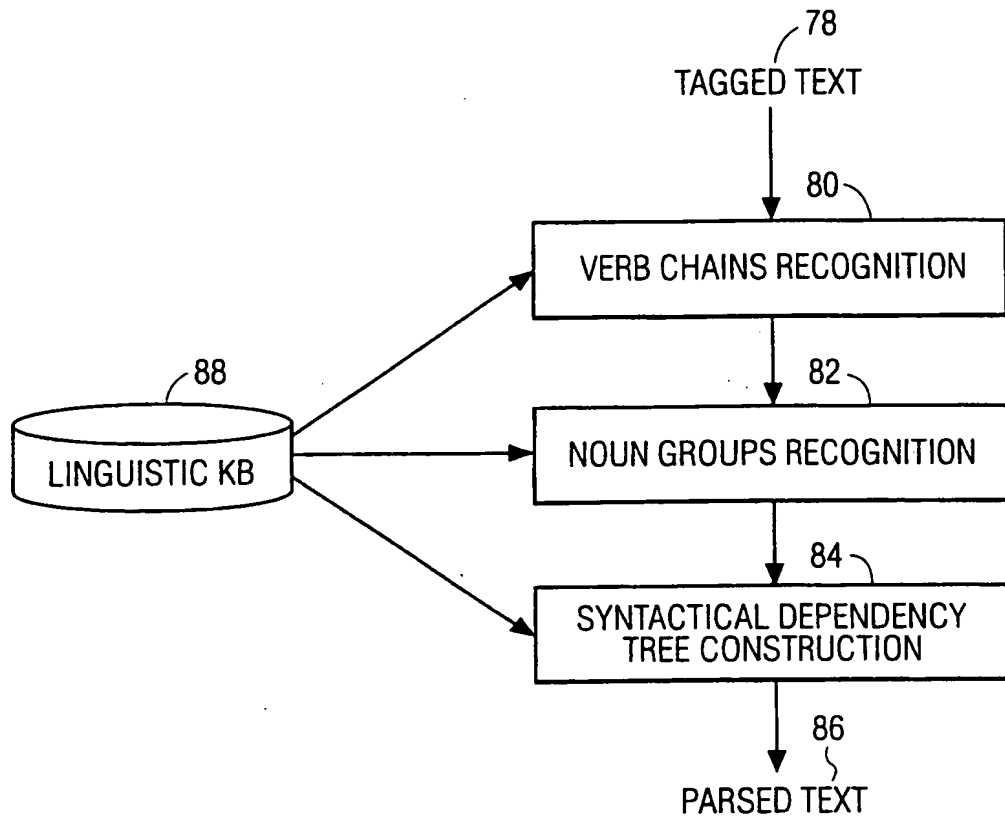 78
TAGGED TEXT
80
VERB CHAINS RECOGNITION
82
NOUN GROUPS RECOGNITION
88
LINGUISTIC KB
84
SYNTACTICAL DEPENDENCY
TREE CONSTRUCTION
86
PARSED TEXT